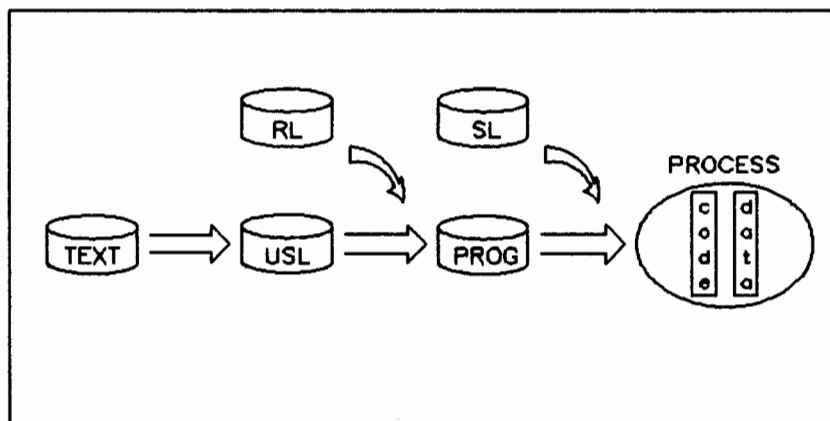 RL
SL
PROCESS
TEXT
USL
PROG
code
data